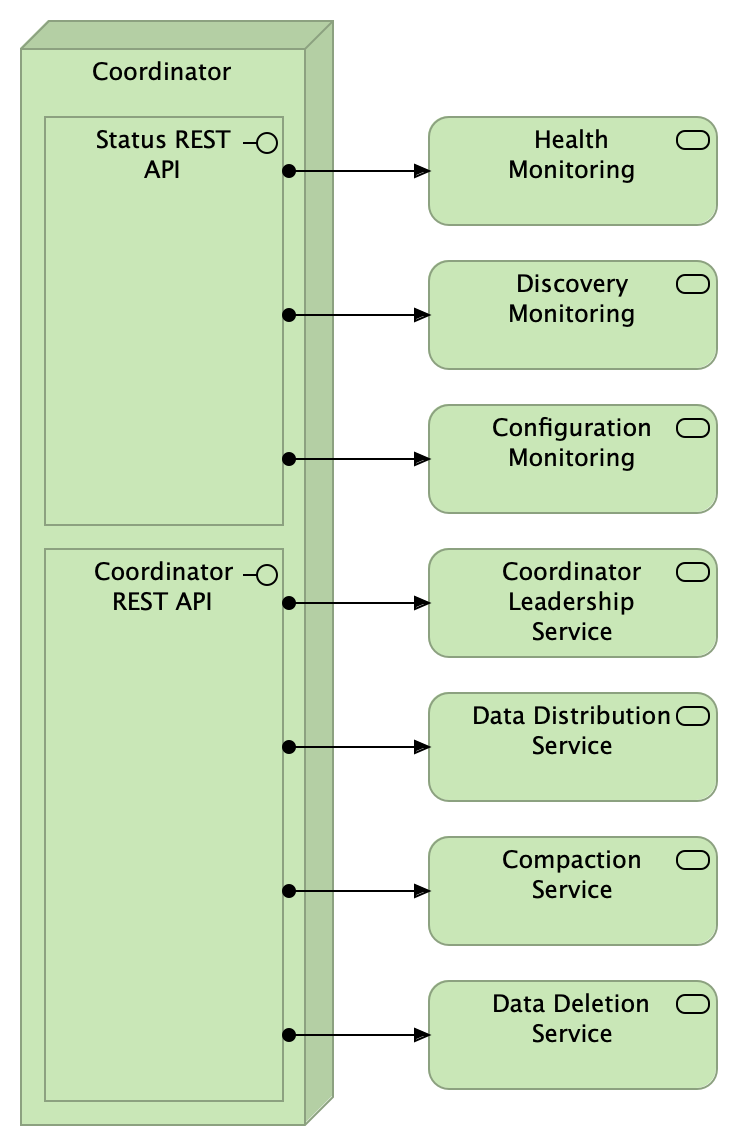 Coordinator
Status REST
API
Health
Monitoring
Discovery
Monitoring
Configuration
Monitoring
Coordinator
REST API
Coordinator
Leadership
Service
Data Distribution
Service
Compaction
Service
Data Deletion
Service